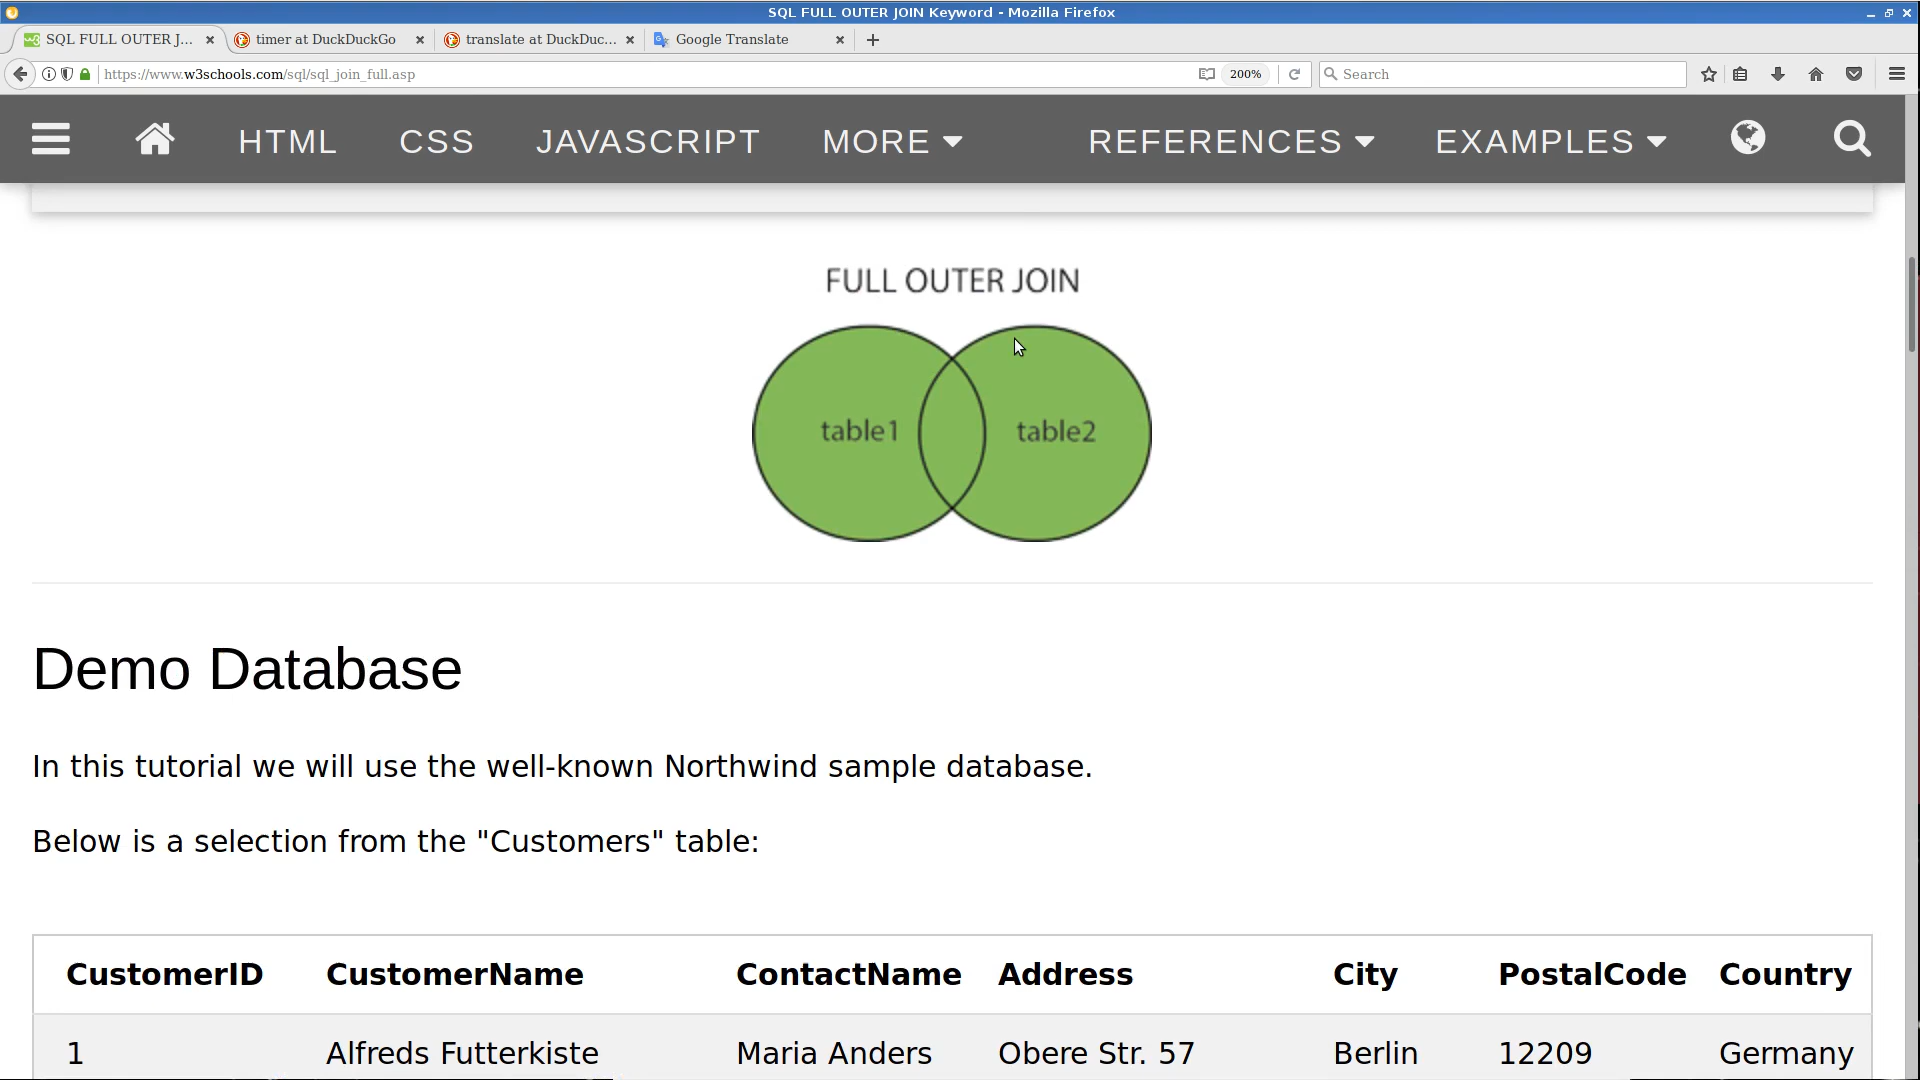 SQL FULL OUTER JOIN Keyword - Mozilla Firefox
SQL FULL OUTER J... timer at DuckDuckGo translate at DuckDuc... Google Translate
https://www.w3schools.com/sql/sql_join_full.asp 200% Search
HTML CSS JAVASCRIPT MORE REFERENCES EXAMPLES
FULL OUTER JOIN
table1 table2
Demo Database
In this tutorial we will use the well-known Northwind sample database.
Below is a selection from the "Customers" table:
CustomerID CustomerName ContactName Address City PostalCode Country
1 Alfreds Futterkiste Maria Anders Obere Str. 57 Berlin 12209 Germany